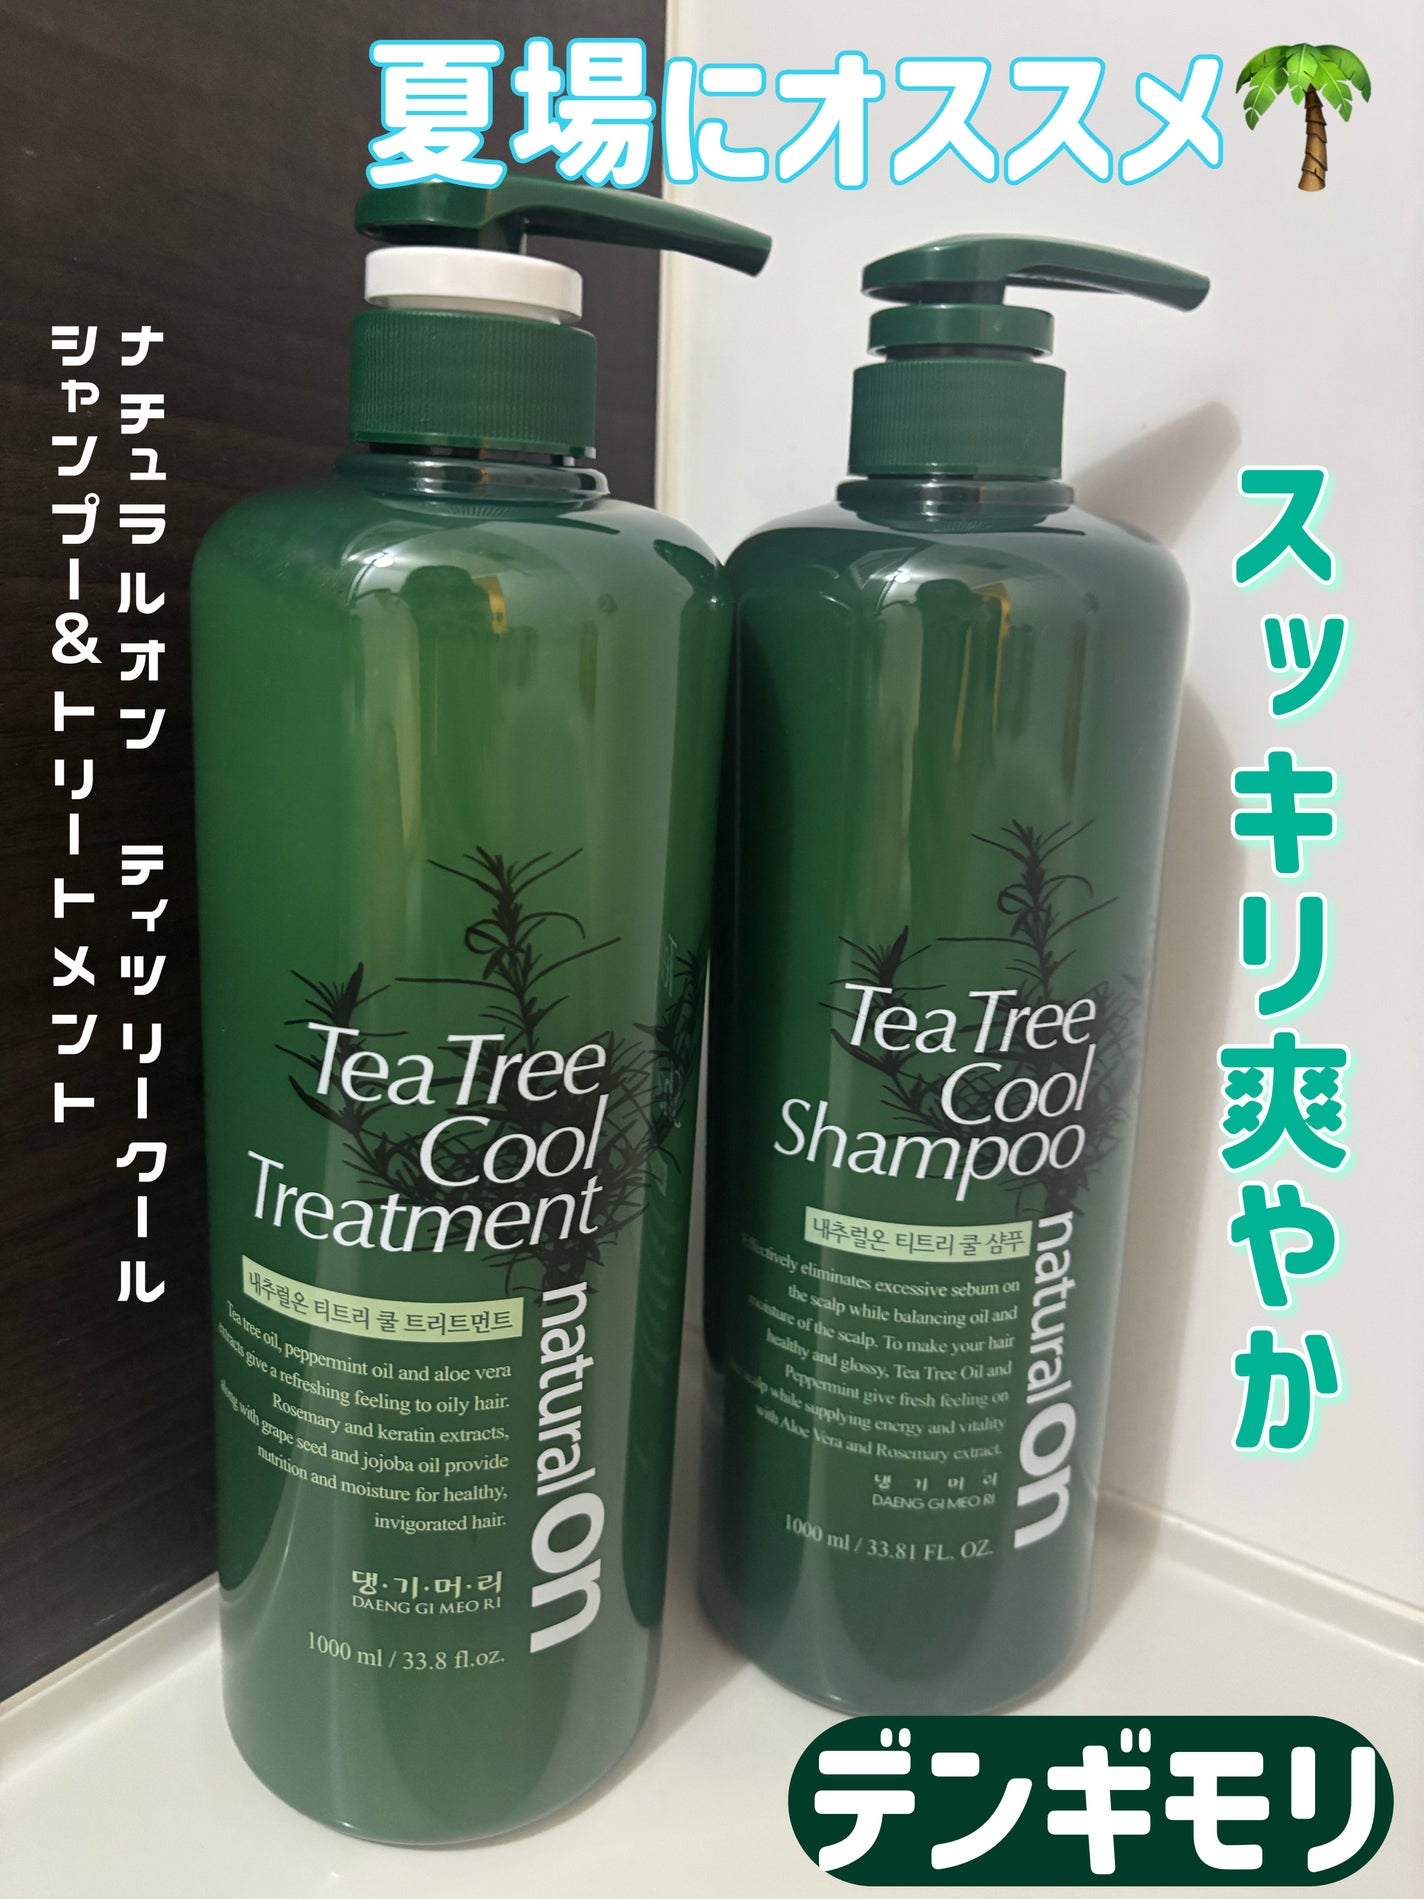 夏場にオススメ
ナチュラルオン ティツリークール
シャンプー&トリートメント
スッキリ爽やか
Tea Tree
Cool
Treatment
내추럴온 티트리 쿨 트리트먼트
Tea tree oil, peppermint oil and aloe vera
extracts give a refreshing feeling to oily hair.
Rosemary and keratin extracts,
along with grape seed and jojoba oil provide
nutrition and moisture for healthy,
invigorated hair.
naturalon
댕·기·머·리
DAENG GI MEO RI
1000 ml / 33.8 fl.oz.
Tea Tree
Cool
Shampoo
내추럴온 티트리 쿨 샴푸
Effectively eliminates excessive sebum on
the scalp while balancing oil and
moisture of the scalp. To make your hair
healthy and glossy, Tea Tree Oil and
Peppermint give fresh feeling on
scalp while supplying energy and vitality
with Aloe Vera and Rosemary extract.
naturalon
댕기머리
DAENG GI MEO RI
1000 ml / 33.81 FL. OZ.
デンギモリ